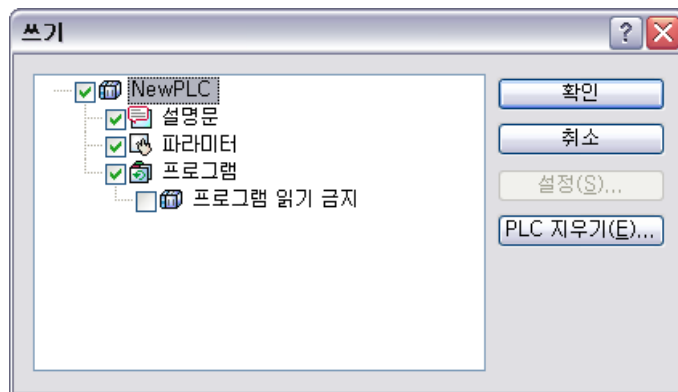 쓰기
NewPLC
설명문
파라미터
프로그램
프로그램 읽기 금지
확인
취소
설정(S)...
PLC 지우기(E)...